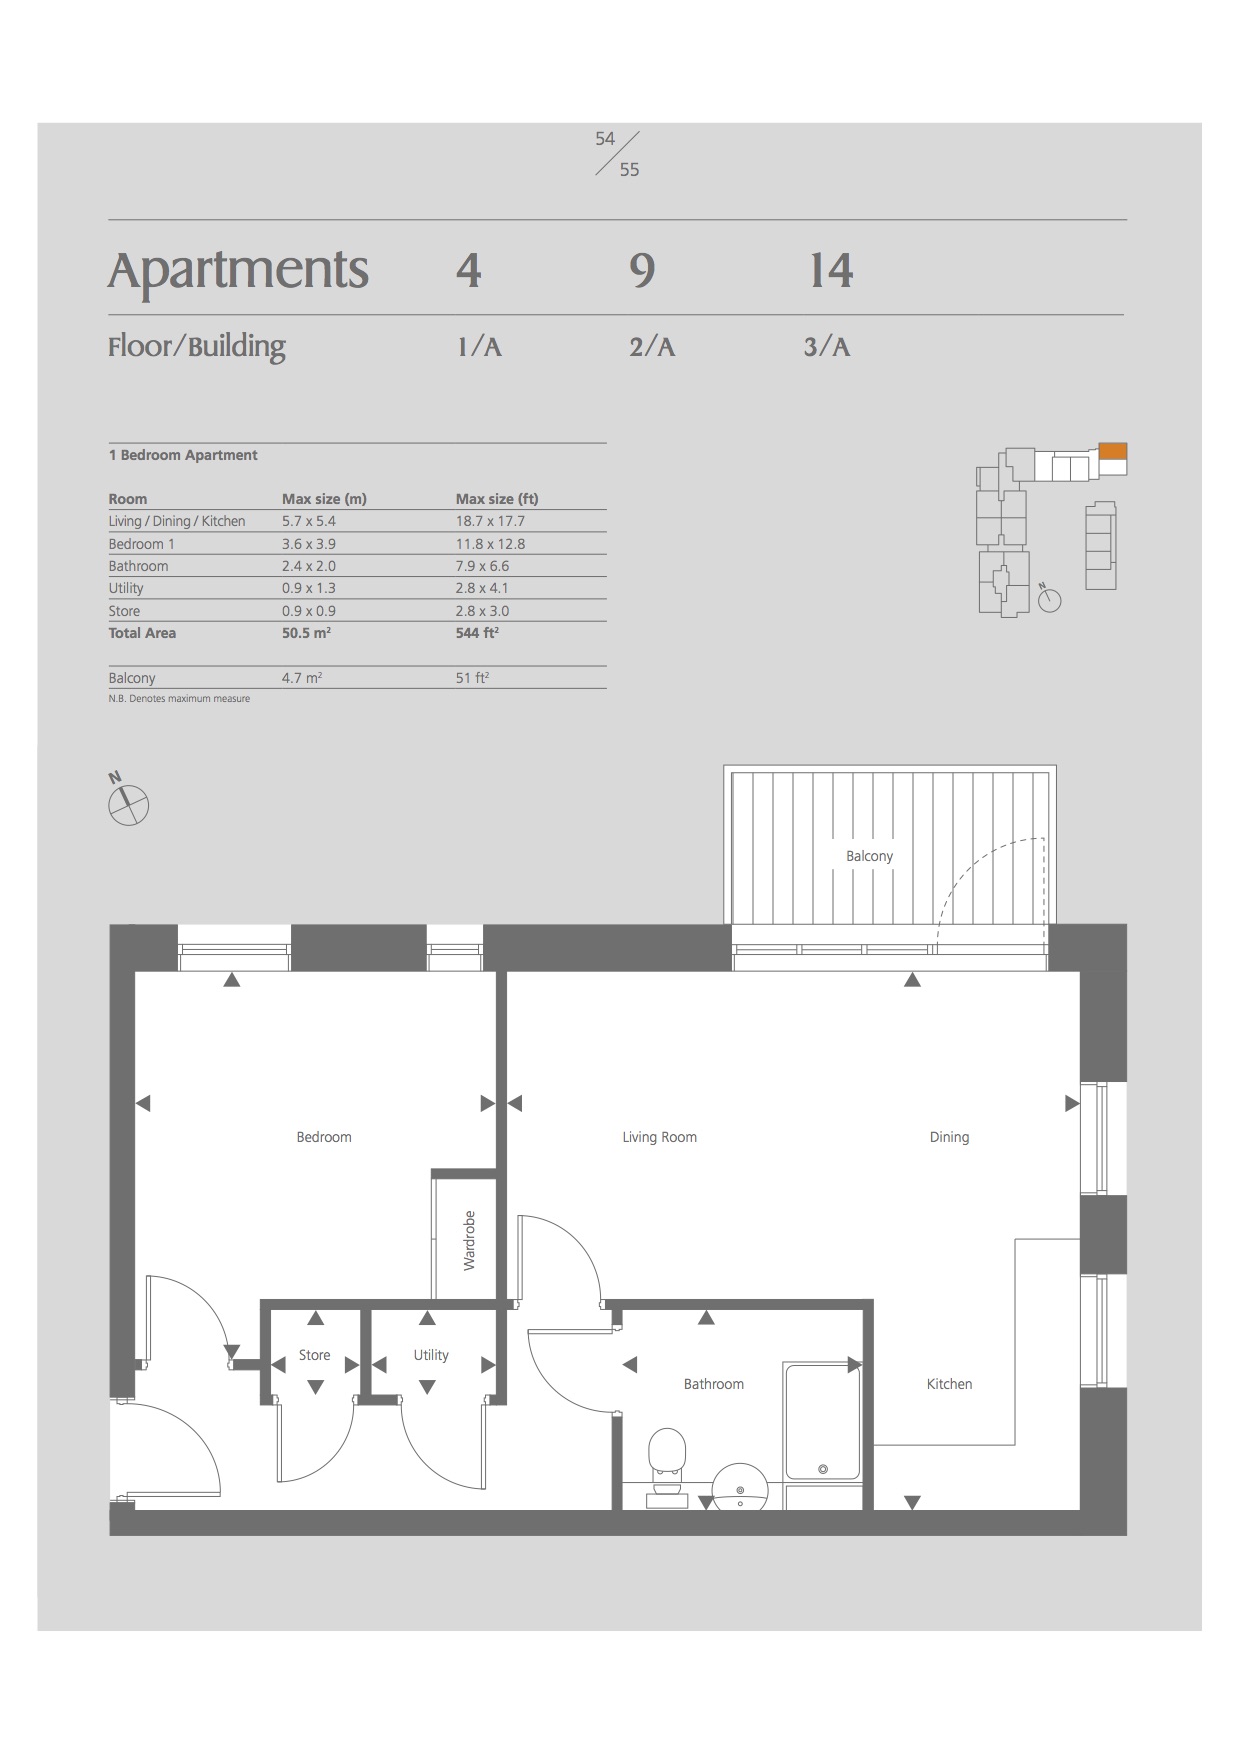 54
55
Apartments 4 9 14
Floor/Building 1/A 2/A 3/A
1 Bedroom Apartment
Room Max size (m) Max size (ft)
Living / Dining / Kitchen 5.7 x 5.4 18.7 x 17.7
Bedroom 1 3.6 x 3.9 11.8 x 12.8
Bathroom 2.4 x 2.0 7.9 x 6.6
Utility 0.9 x 1.3 2.8 x 4.1
Store 0.9 x 0.9 2.8 x 3.0
Total Area 50.5 m² 544 ft²
Balcony 4.7 m² 51 ft²
N.B. Denotes maximum measure
N
N
Balcony
Bedroom
Living Room
Dining
Wardrobe
Store
Utility
Bathroom
Kitchen